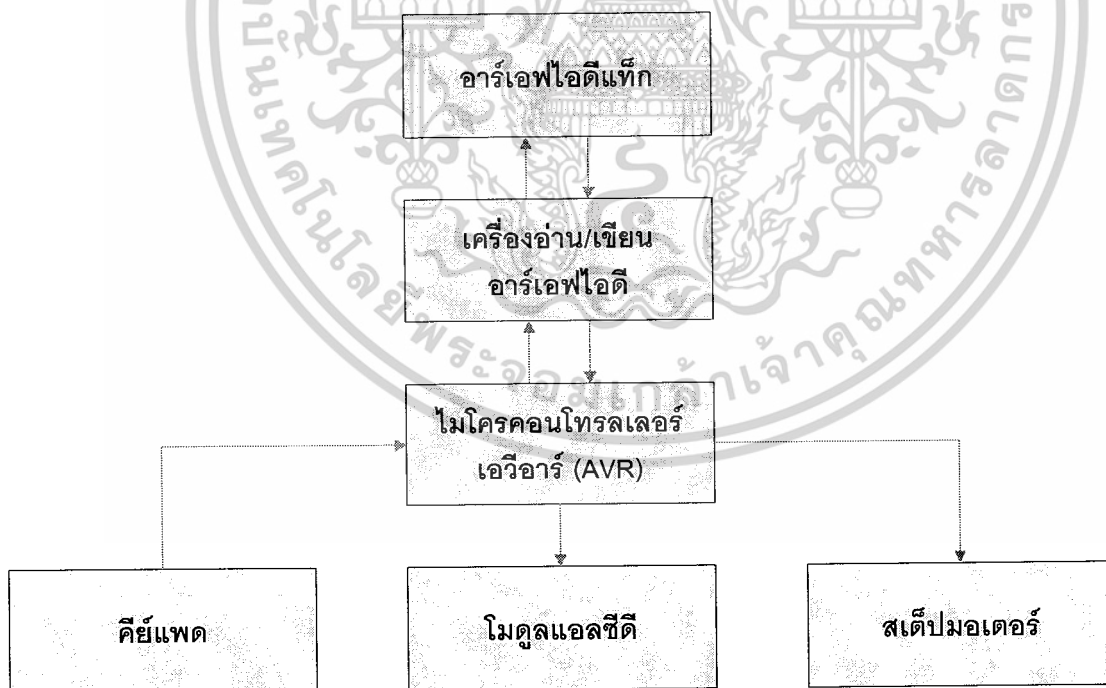 อาร์เอฟไอดีแท็ก
เครื่องอ่าน/เขียน
อาร์เอฟไอดี
ไมโครคอนโทรลเลอร์
เอวีอาร์ (AVR)
คีย์แพด
โมดูลแอลซีดี
สเต็ปมอเตอร์